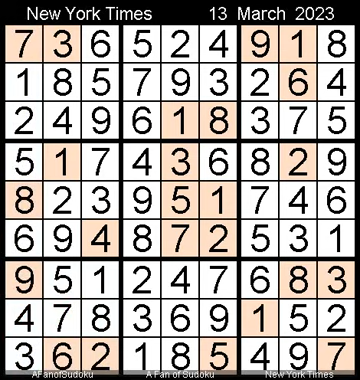 New York Times 13 March 2023
7 3 6 5 2 4 9 1 8
1 8 5 7 9 3 2 6 4
2 4 9 6 1 8 3 7 5
5 1 7 4 3 6 8 2 9
8 2 3 9 5 1 7 4 6
6 9 4 8 7 2 5 3 1
9 5 1 2 4 7 6 8 3
4 7 8 3 6 9 1 5 2
3 6 2 1 8 5 4 9 7
AFanofSudoku A Fan of Sudoku New York Times